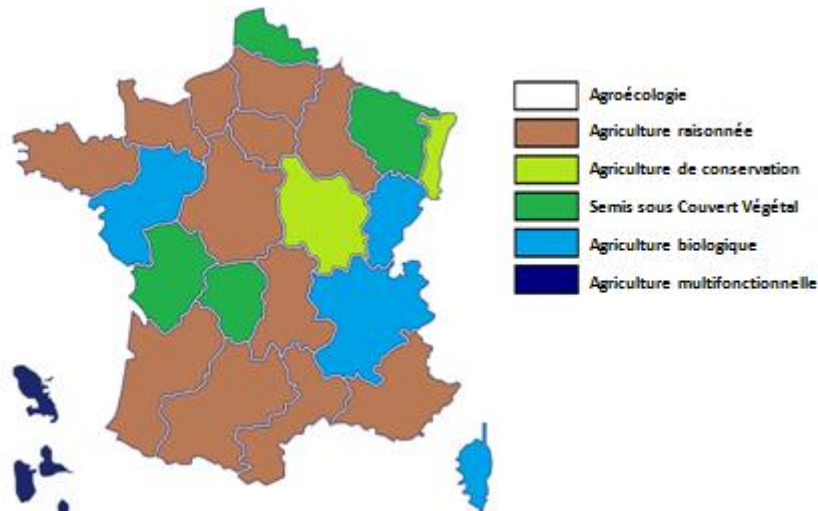 Agroécologie
Agriculture raisonnée
Agriculture de conservation
Semis sous Couvert Végétal
Agriculture biologique
Agriculture multifonctionnelle